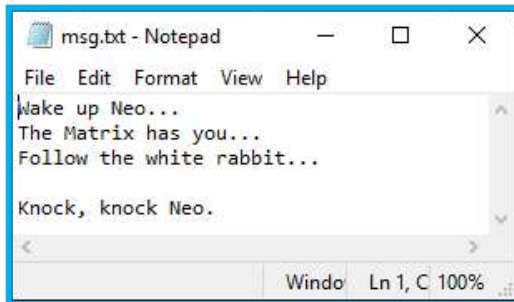 msg.txt - Notepad
File Edit Format View Help
Wake up Neo...
The Matrix has you...
Follow the white rabbit...

Knock, knock Neo.
Windo Ln 1, C 100%